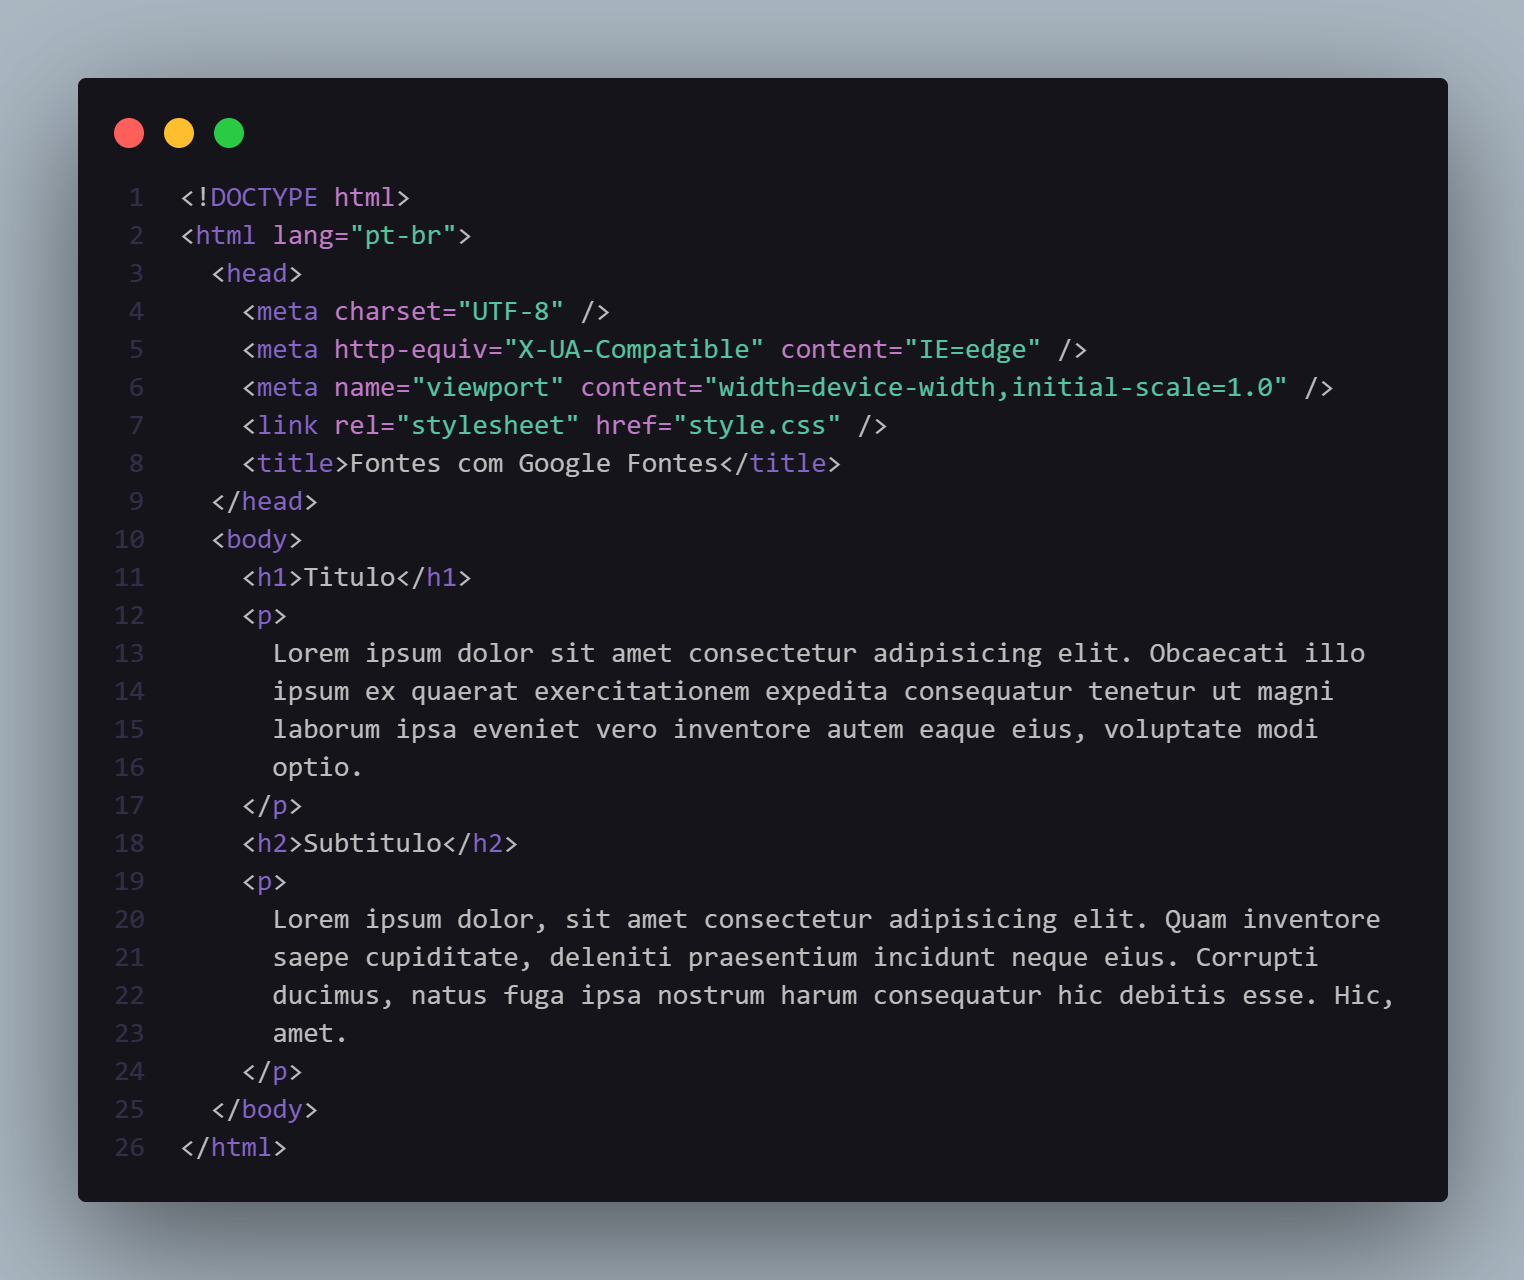 1 <!DOCTYPE html>
2 <html lang="pt-br">
3   <head>
4     <meta charset="UTF-8" />
5     <meta http-equiv="X-UA-Compatible" content="IE=edge" />
6     <meta name="viewport" content="width=device-width,initial-scale=1.0" />
7     <link rel="stylesheet" href="style.css" />
8     <title>Fontes com Google Fontes</title>
9   </head>
10   <body>
11     <h1>Titulo</h1>
12     <p>
13       Lorem ipsum dolor sit amet consectetur adipisicing elit. Obcaecati illo
14       ipsum ex quaerat exercitationem expedita consequatur tenetur ut magni
15       laborum ipsa eveniet vero inventore autem eaque eius, voluptate modi
16       optio.
17     </p>
18     <h2>Subtitulo</h2>
19     <p>
20       Lorem ipsum dolor, sit amet consectetur adipisicing elit. Quam inventore
21       saepe cupiditate, deleniti praesentium incidunt neque eius. Corrupti
22       ducimus, natus fuga ipsa nostrum harum consequatur hic debitis esse. Hic,
23       amet.
24     </p>
25   </body>
26 </html>